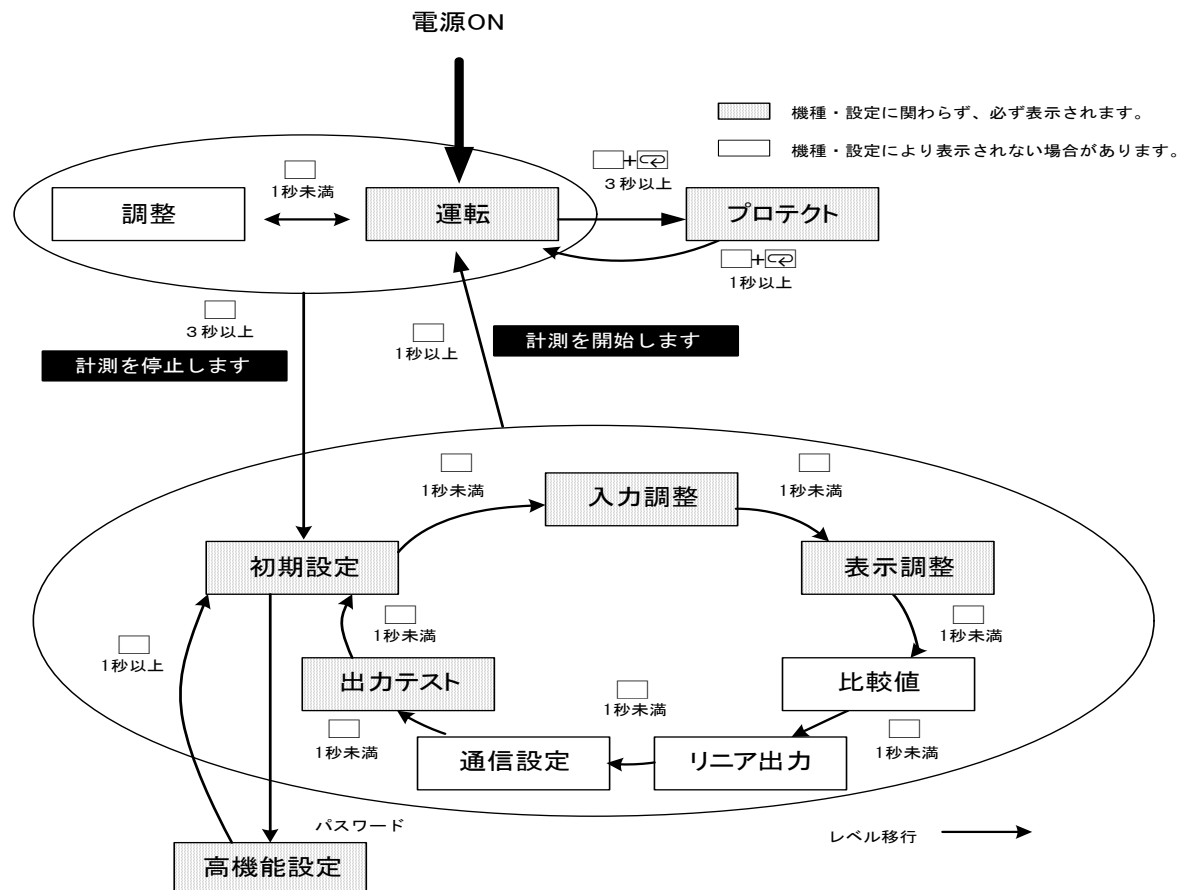 電源ON
機種・設定に関わらず、必ず表示されます。
機種・設定により表示されない場合があります。
1秒未満
+
3秒以上
調整
運転
プロテクト
+
1秒以上
3秒以上
計測を停止します
1秒以上
計測を開始します
1秒未満
入力調整
1秒未満
初期設定
表示調整
1秒未満
1秒未満
1秒以上
出力テスト
比較値
1秒未満
1秒未満
1秒未満
通信設定
リニア出力
パスワード
レベル移行
高機能設定